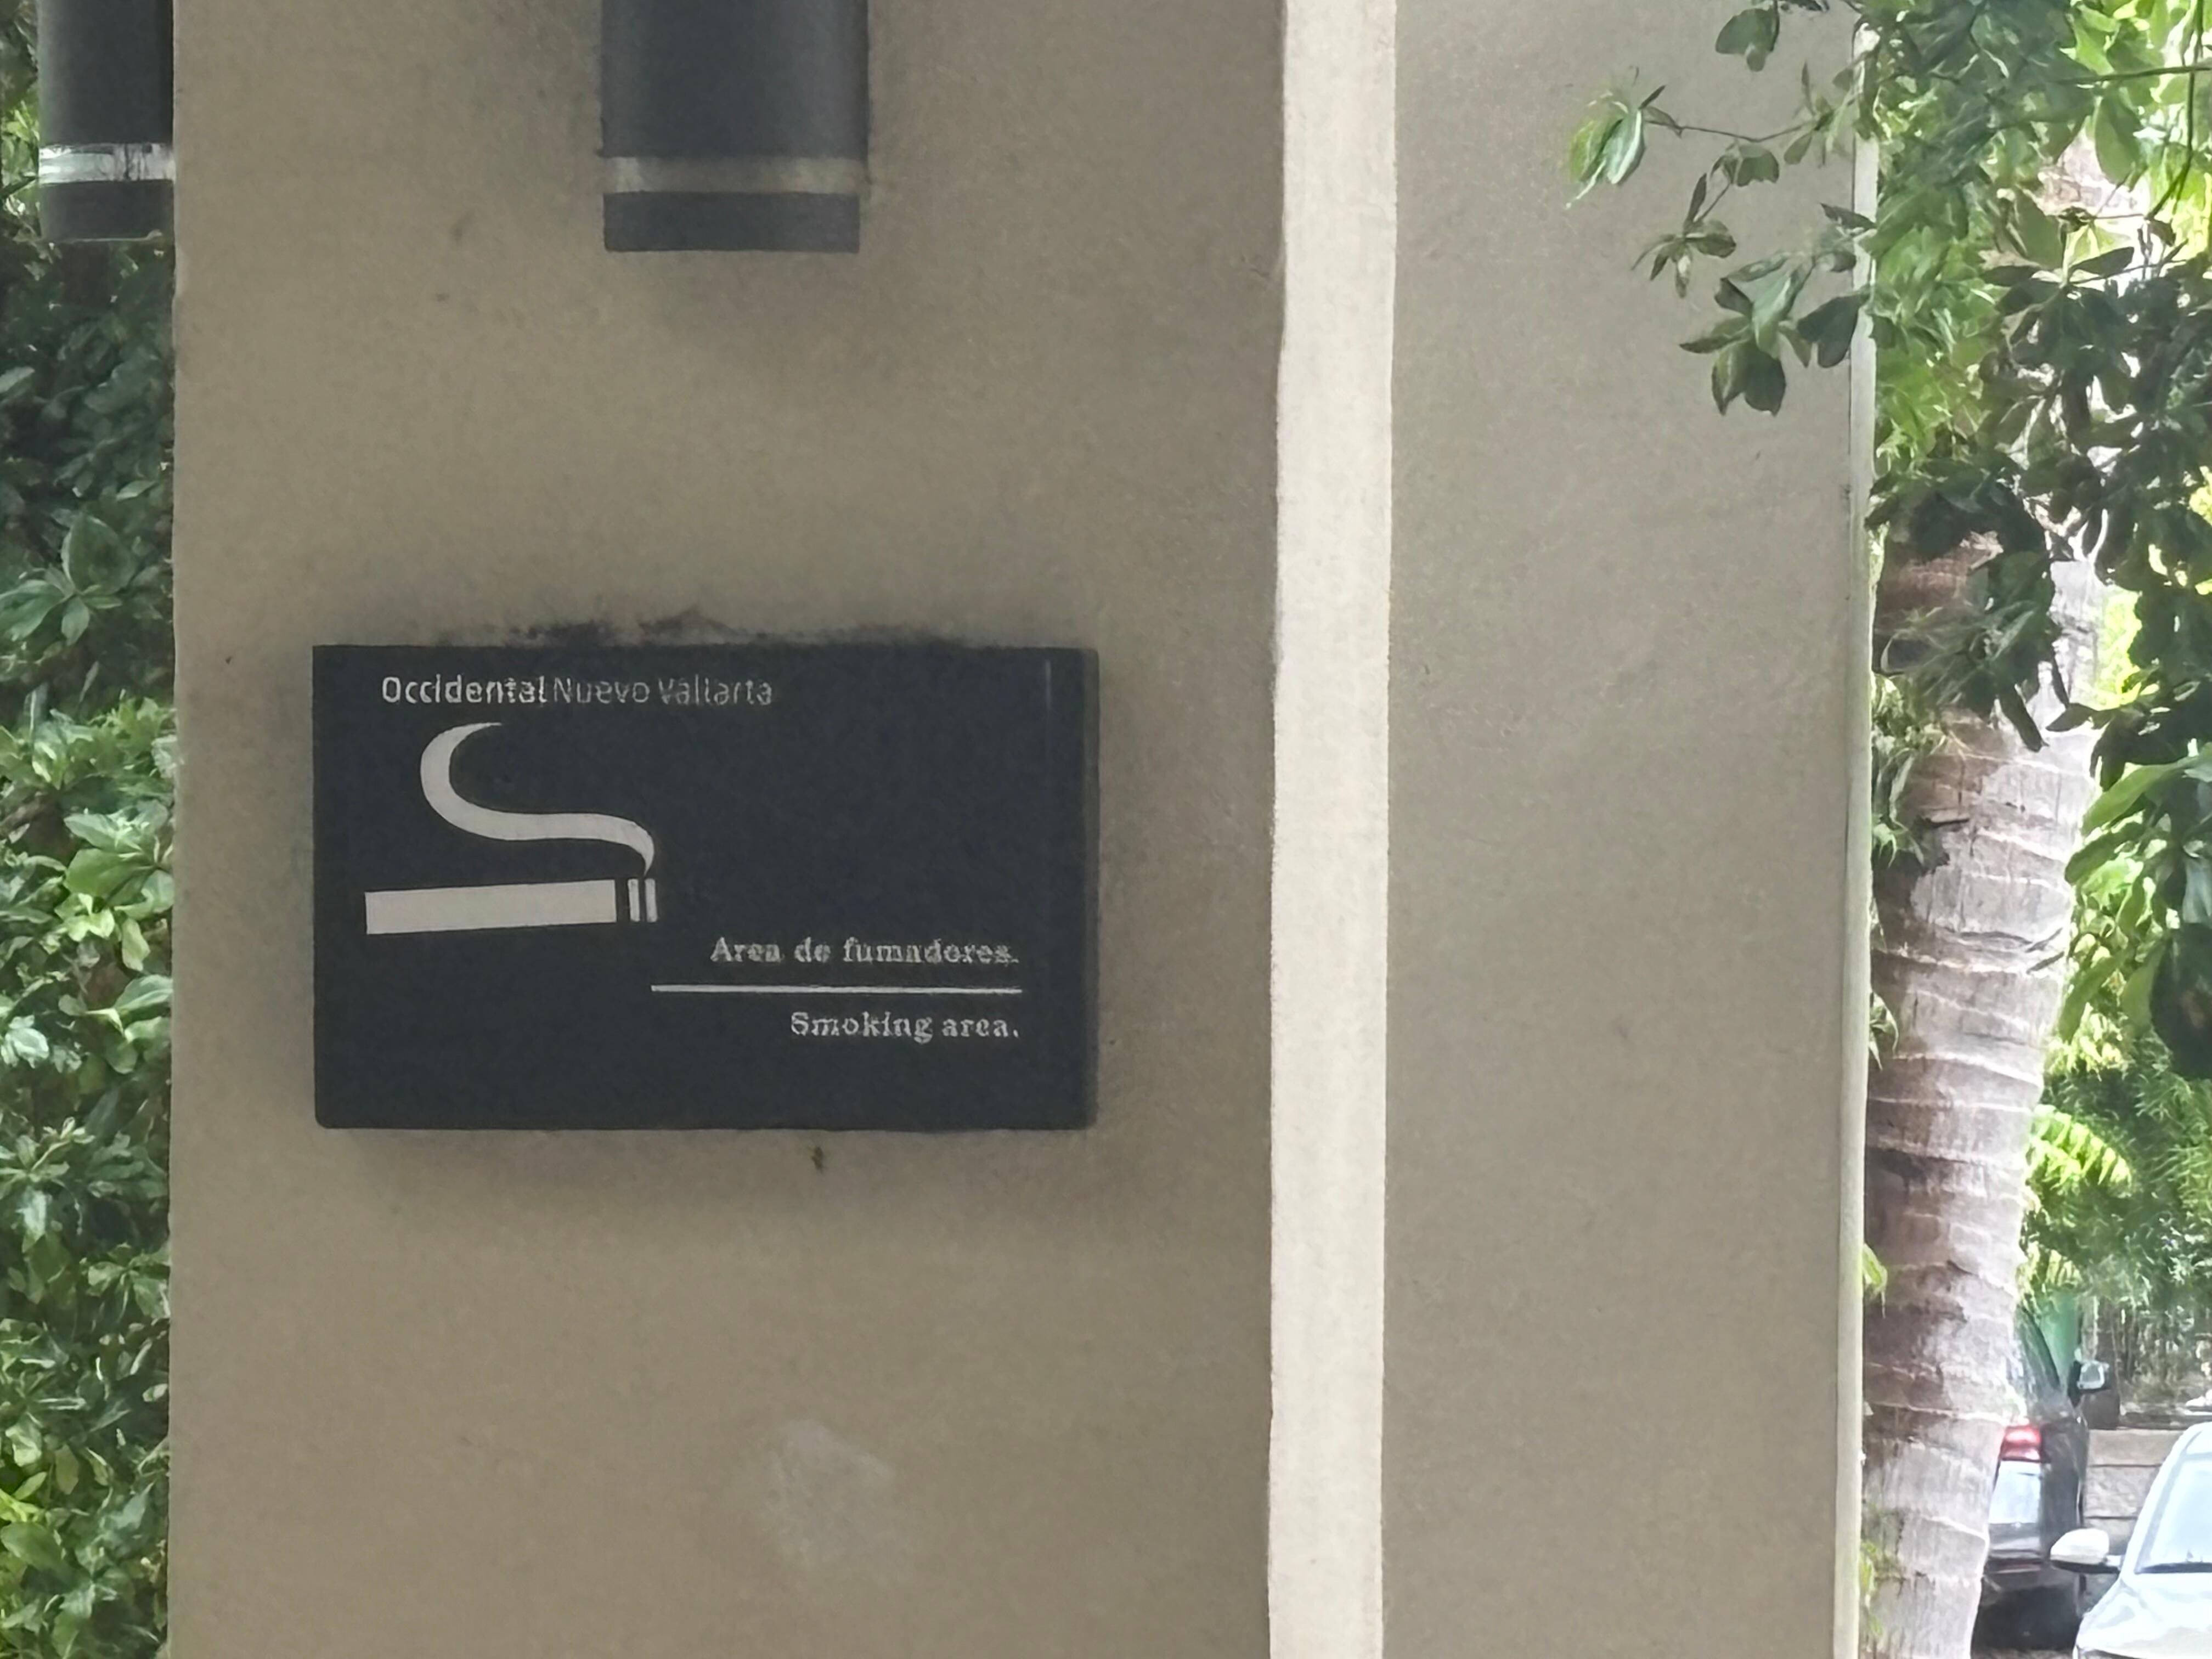 Occidental Nuevo Vallarta
Area de fumadores.
Smoking area.